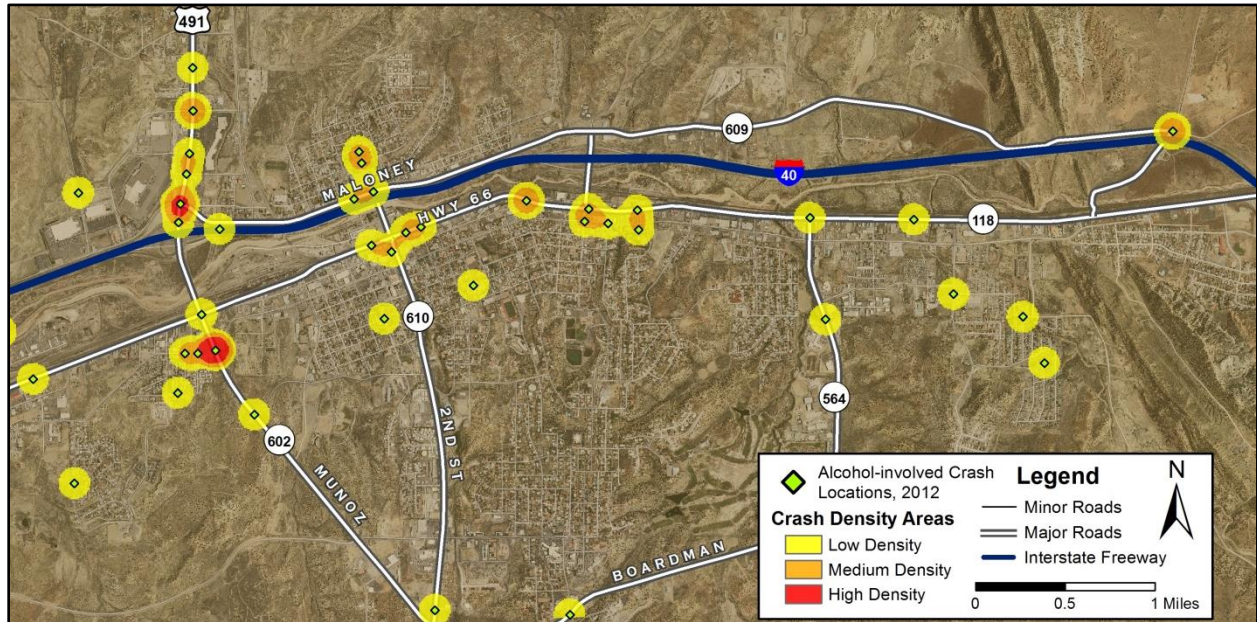 491
609
MALONEY
40
HWY 66
118
610
564
2ND ST
602
MUNOZ
BOARDMAN
Alcohol-involved Crash
Locations, 2012
Crash Density Areas
Low Density
Medium Density
High Density
Legend
Minor Roads
Major Roads
Interstate Freeway
0 0.5 1 Miles
N